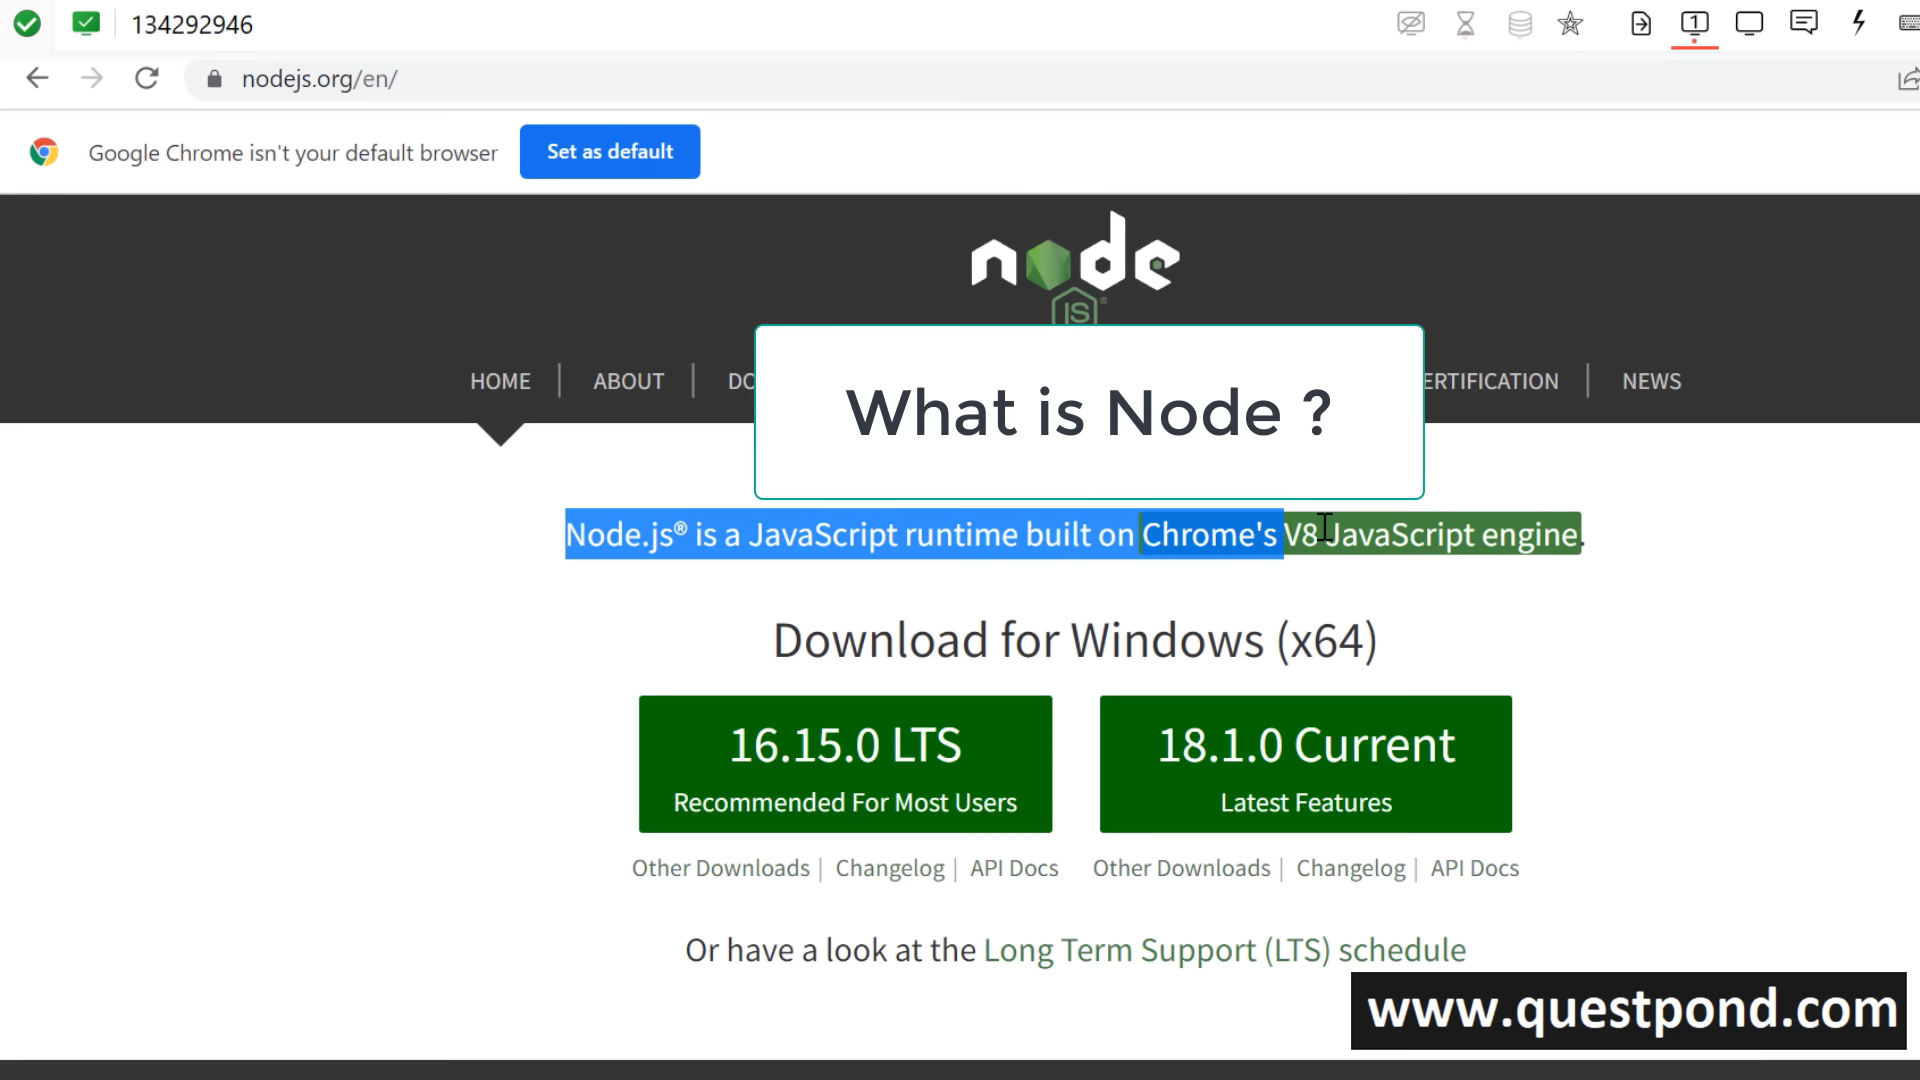 134292946
nodejs.org/en/
Google Chrome isn't your default browser
Set as default
node
JS®
HOME | ABOUT | DO
ERTIFICATION | NEWS
What is Node ?
Node.js® is a JavaScript runtime built on Chrome's V8 JavaScript engine.
Download for Windows (x64)
16.15.0 LTS
Recommended For Most Users
18.1.0 Current
Latest Features
Other Downloads | Changelog | API Docs
Other Downloads | Changelog | API Docs
Or have a look at the Long Term Support (LTS) schedule
www.questpond.com